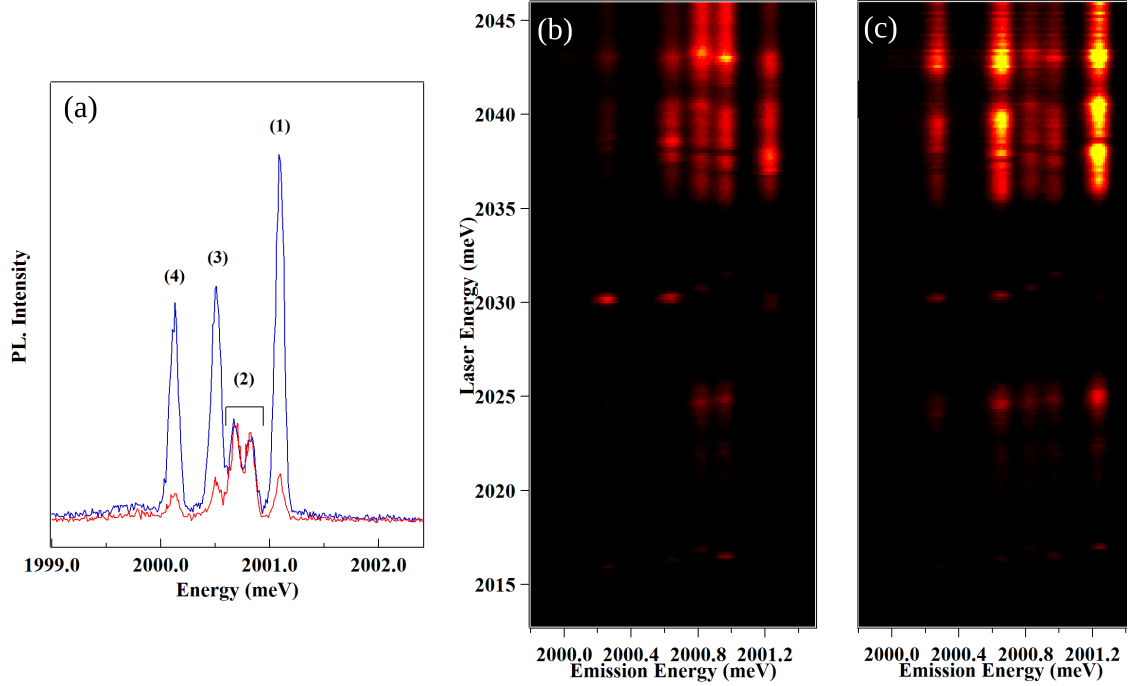 (a)
(1)
(3)
(4)
(2)
PL. Intensity
1999.0 2000.0 2001.0 2002.0
Energy (meV)
(b)
2045
2040
2035
2030
2025
2020
2015
Laser Energy (meV)
2000.0 2000.4 2000.8 2001.2
Emission Energy (meV)
(c)
2000.0 2000.4 2000.8 2001.2
Emission Energy (meV)